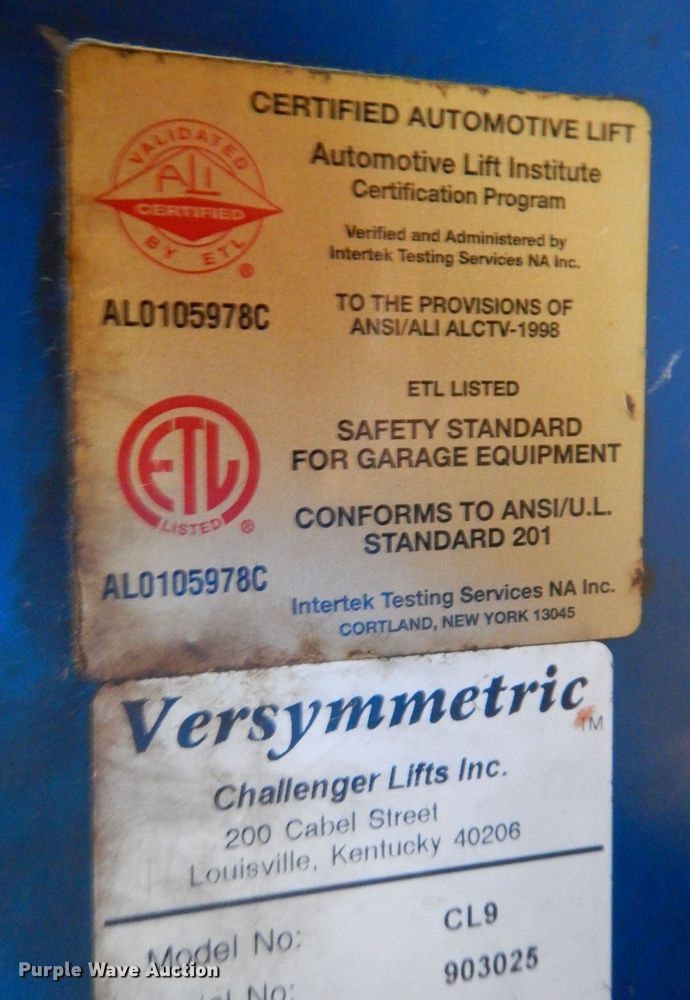 CERTIFIED AUTOMOTIVE LIFT
Automotive Lift Institute
Certification Program
Verified and Administered by
Intertek Testing Services NA Inc.
VALIDATED
ALI
CERTIFIED
BY ETL
®
AL0105978C
TO THE PROVISIONS OF
ANSI/ALI ALCTV-1998
ETL LISTED
SAFETY STANDARD
FOR GARAGE EQUIPMENT
ETL
LISTED
®
CONFORMS TO ANSI/U.L.
STANDARD 201
AL0105978C
Intertek Testing Services NA Inc.
CORTLAND, NEW YORK 13045
Versymmetric
TM
Challenger Lifts Inc.
200 Cabel Street
Louisville, Kentucky 40206
Model No: CL9
No: 903025
Purple Wave Auction